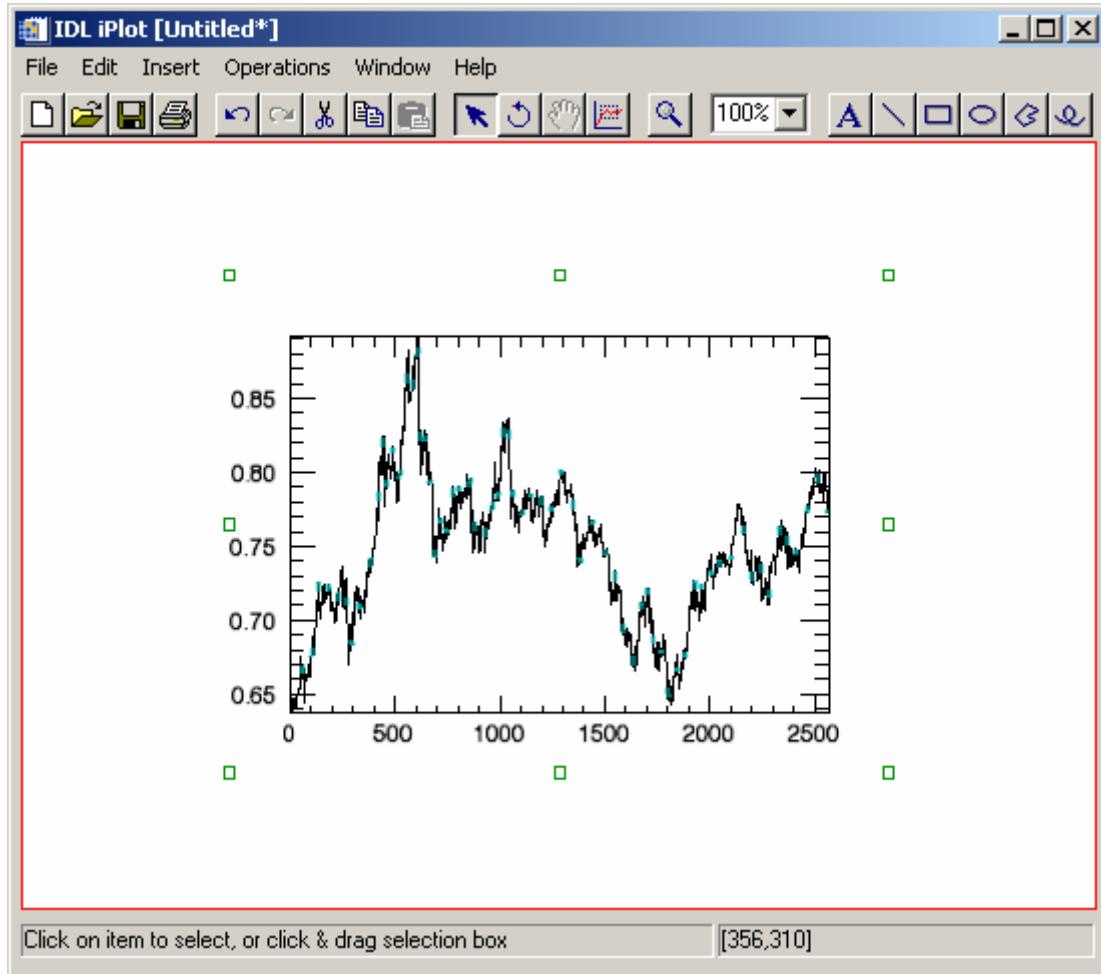 IDL iPlot [Untitled*]
File Edit Insert Operations Window Help
100% A
0.85
0.80
0.75
0.70
0.65
0 500 1000 1500 2000 2500
Click on item to select, or click & drag selection box [356,310]